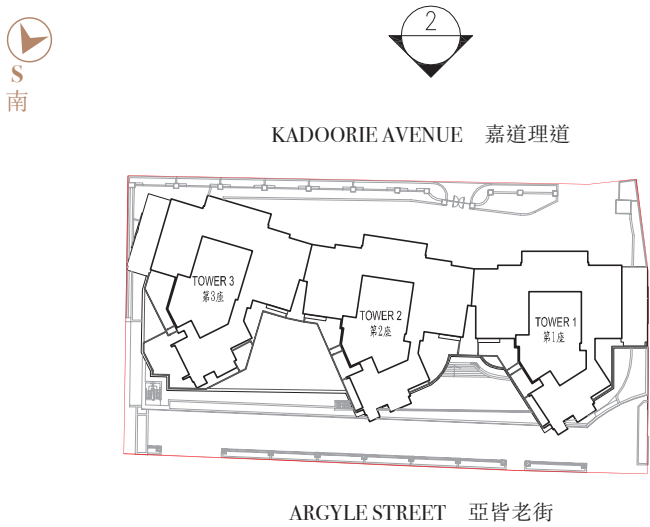 2
S
南
KADOORIE AVENUE 嘉道理道
TOWER 3
第3座
TOWER 2
第2座
TOWER 1
第1座
ARGYLE STREET 亞皆老街